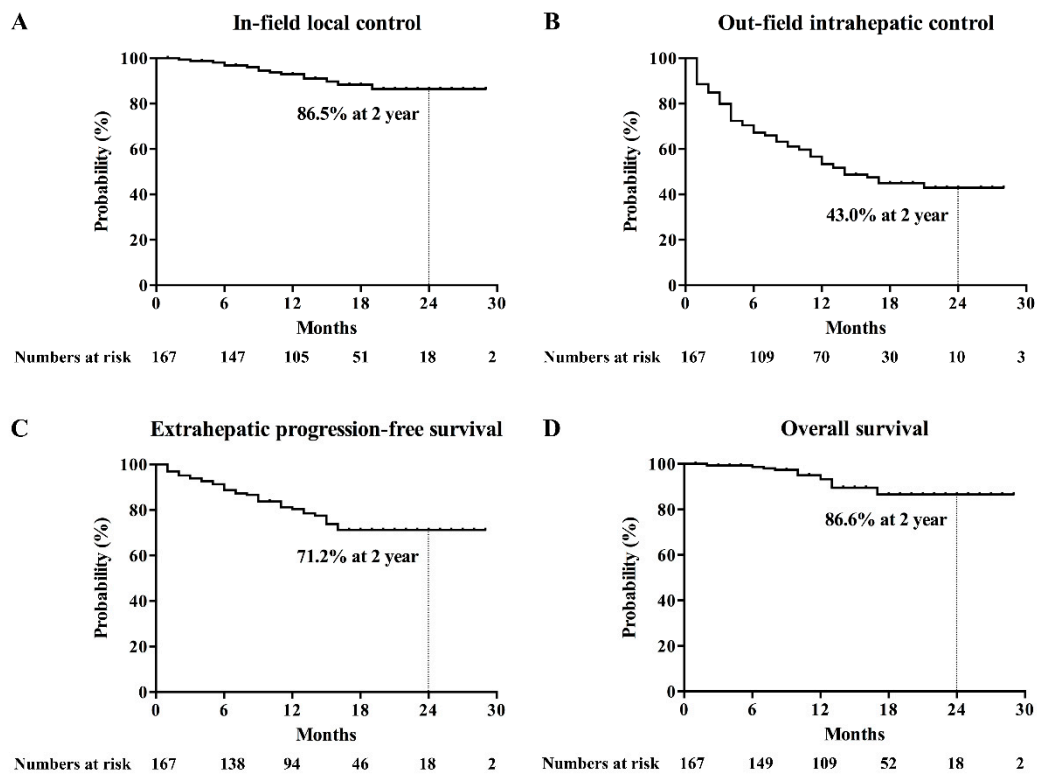 A In-field local control
100
80
60
40
20
0
Probability (%)
86.5% at 2 year
0 6 12 18 24 30
Months
Numbers at risk 167 147 105 51 18 2
B Out-field intrahepatic control
100
80
60
40
20
0
Probability (%)
43.0% at 2 year
0 6 12 18 24 30
Months
Numbers at risk 167 109 70 30 10 3
C Extrahepatic progression-free survival
100
80
60
40
20
0
Probability (%)
71.2% at 2 year
0 6 12 18 24 30
Months
Numbers at risk 167 138 94 46 18 2
D Overall survival
100
80
60
40
20
0
Probability (%)
86.6% at 2 year
0 6 12 18 24 30
Months
Numbers at risk 167 149 109 52 18 2